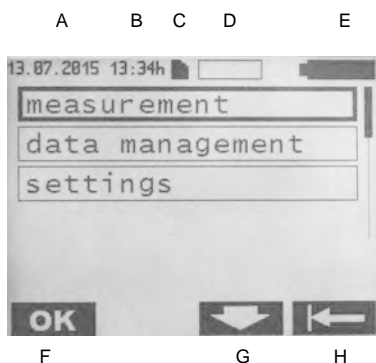 A B C D E
13.07.2015 13:34h
measurement
data management
settings
OK
F G H